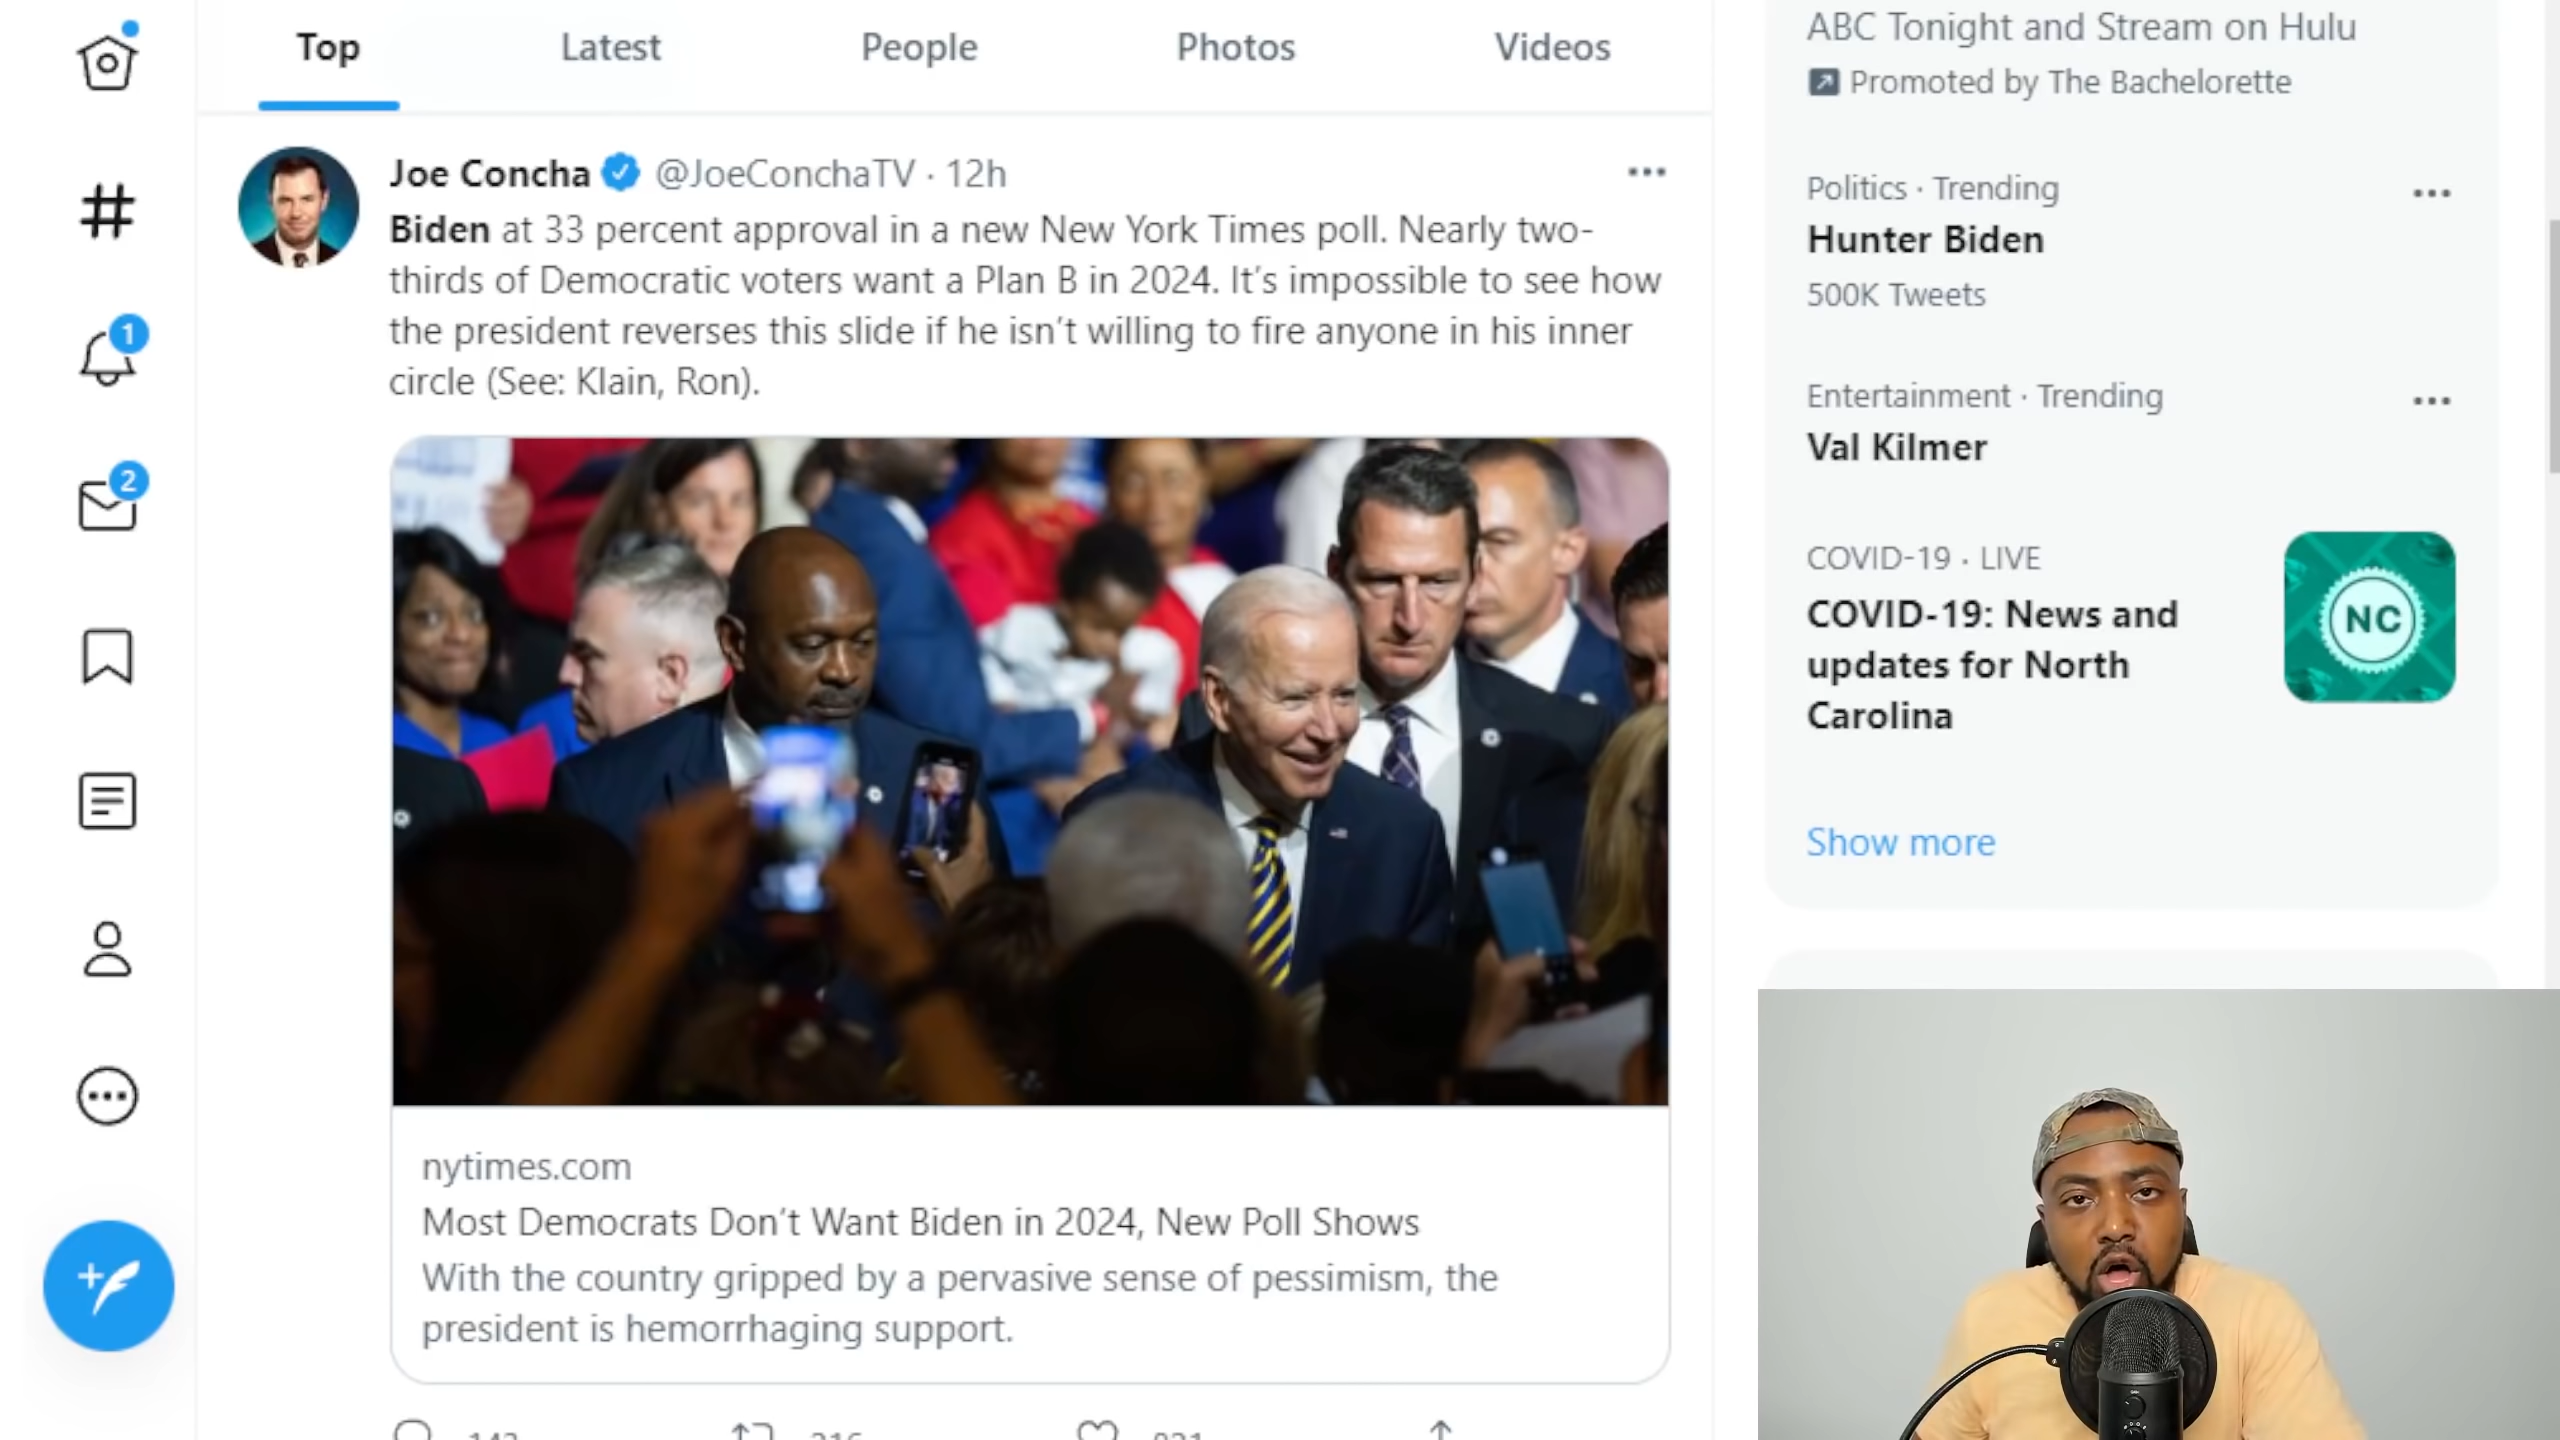 Top
Latest
People
Photos
Videos
Joe Concha @JoeConchaTV · 12h
Biden at 33 percent approval in a new New York Times poll. Nearly two-
thirds of Democratic voters want a Plan B in 2024. It’s impossible to see how
the president reverses this slide if he isn’t willing to fire anyone in his inner
circle (See: Klain, Ron).
nytimes.com
Most Democrats Don’t Want Biden in 2024, New Poll Shows
With the country gripped by a pervasive sense of pessimism, the
president is hemorrhaging support.
1
2
ABC Tonight and Stream on Hulu
Promoted by The Bachelorette
Politics · Trending
Hunter Biden
500K Tweets
Entertainment · Trending
Val Kilmer
COVID-19 · LIVE
COVID-19: News and
updates for North
Carolina
NC
Show more